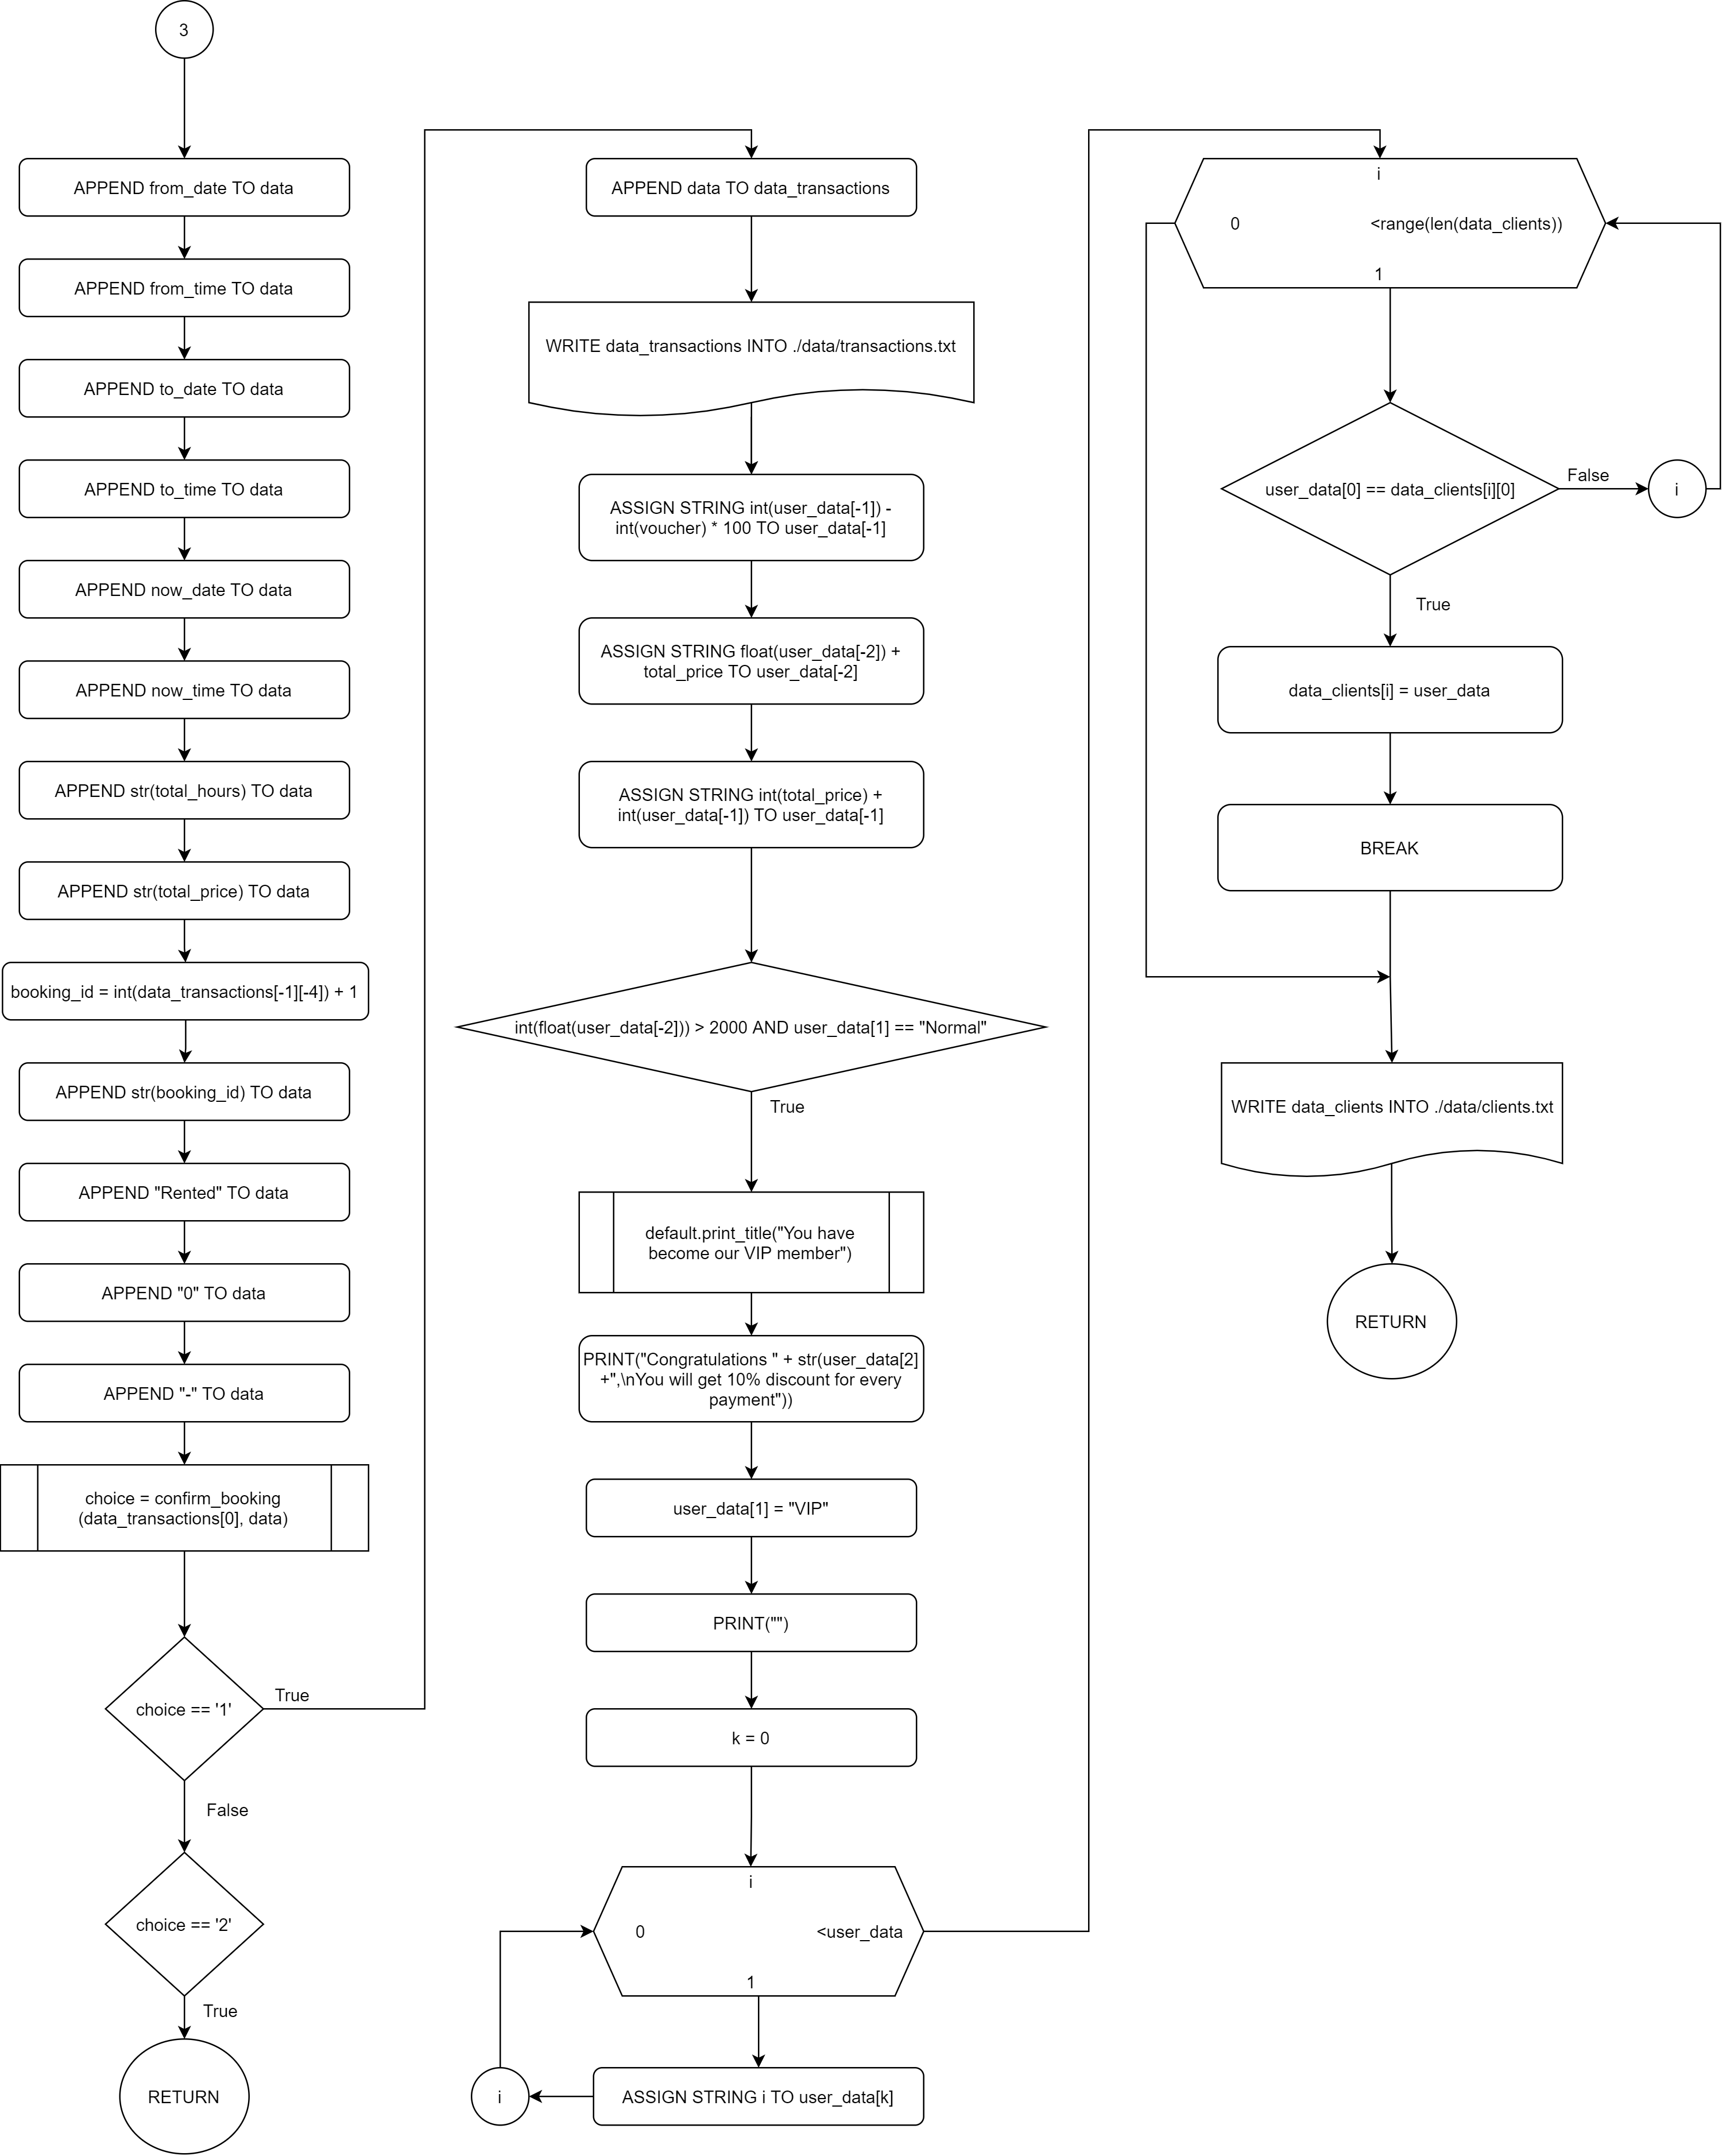 3
APPEND from_date TO data
APPEND from_time TO data
APPEND to_date TO data
APPEND to_time TO data
APPEND now_date TO data
APPEND now_time TO data
APPEND str(total_hours) TO data
APPEND str(total_price) TO data
booking_id = int(data_transactions[-1][-4]) + 1
APPEND str(booking_id) TO data
APPEND "Rented" TO data
APPEND "0" TO data
APPEND "-" TO data
choice = confirm_booking
(data_transactions[0], data)
choice == '1'
True
False
choice == '2'
True
RETURN
APPEND data TO data_transactions
WRITE data_transactions INTO ./data/transactions.txt
ASSIGN STRING int(user_data[-1]) -
int(voucher) * 100 TO user_data[-1]
ASSIGN STRING float(user_data[-2]) +
total_price TO user_data[-2]
ASSIGN STRING int(total_price) +
int(user_data[-1]) TO user_data[-1]
int(float(user_data[-2])) > 2000 AND user_data[1] == "Normal"
True
default.print_title("You have
become our VIP member")
PRINT("Congratulations " + str(user_data[2]
+",\nYou will get 10% discount for every
payment"))
user_data[1] = "VIP"
PRINT("")
k = 0
i
0
<user_data
1
ASSIGN STRING i TO user_data[k]
i
i
0
<range(len(data_clients))
1
user_data[0] == data_clients[i][0]
False
i
True
data_clients[i] = user_data
BREAK
WRITE data_clients INTO ./data/clients.txt
RETURN